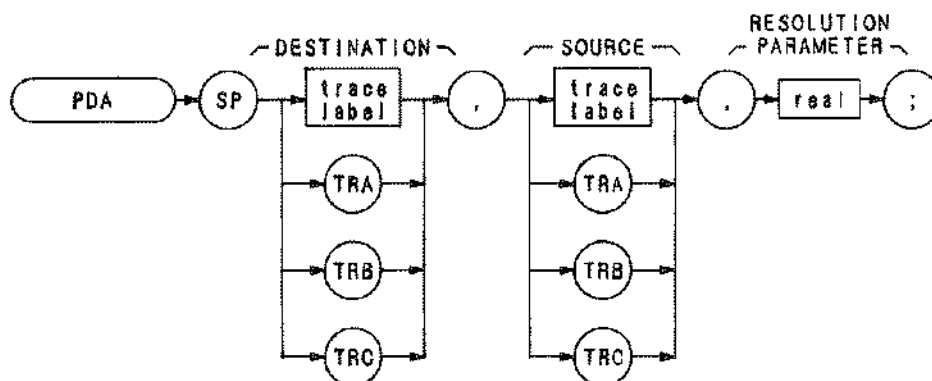 RESOLUTION
DESTINATION SOURCE PARAMETER
PDA SP trace label , trace label , real ;
TRA TRA
TRB TRB
TRC TRC